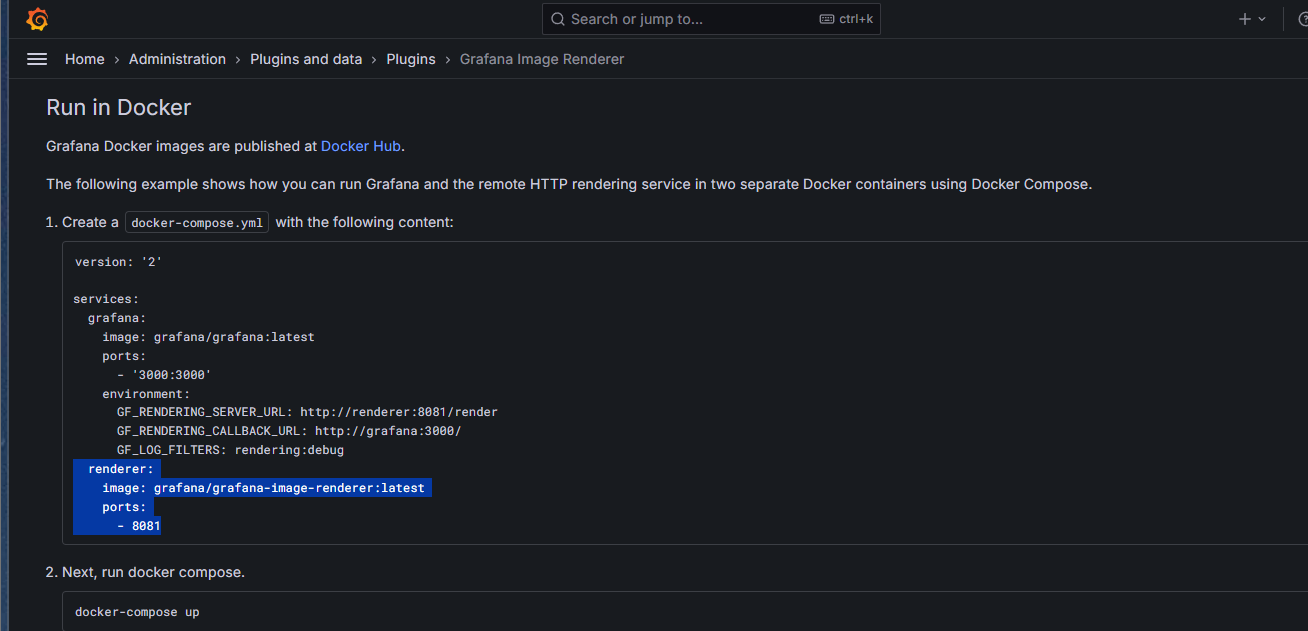 Search or jump to...
ctrl+k
Home › Administration › Plugins and data › Plugins › Grafana Image Renderer
Run in Docker
Grafana Docker images are published at Docker Hub.
The following example shows how you can run Grafana and the remote HTTP rendering service in two separate Docker containers using Docker Compose.
1. Create a docker-compose.yml with the following content:
version: '2'
services:
  grafana:
    image: grafana/grafana:latest
    ports:
      - '3000:3000'
    environment:
      GF_RENDERING_SERVER_URL: http://renderer:8081/render
      GF_RENDERING_CALLBACK_URL: http://grafana:3000/
      GF_LOG_FILTERS: rendering:debug
  renderer:
    image: grafana/grafana-image-renderer:latest
    ports:
      - 8081
2. Next, run docker compose.
docker-compose up